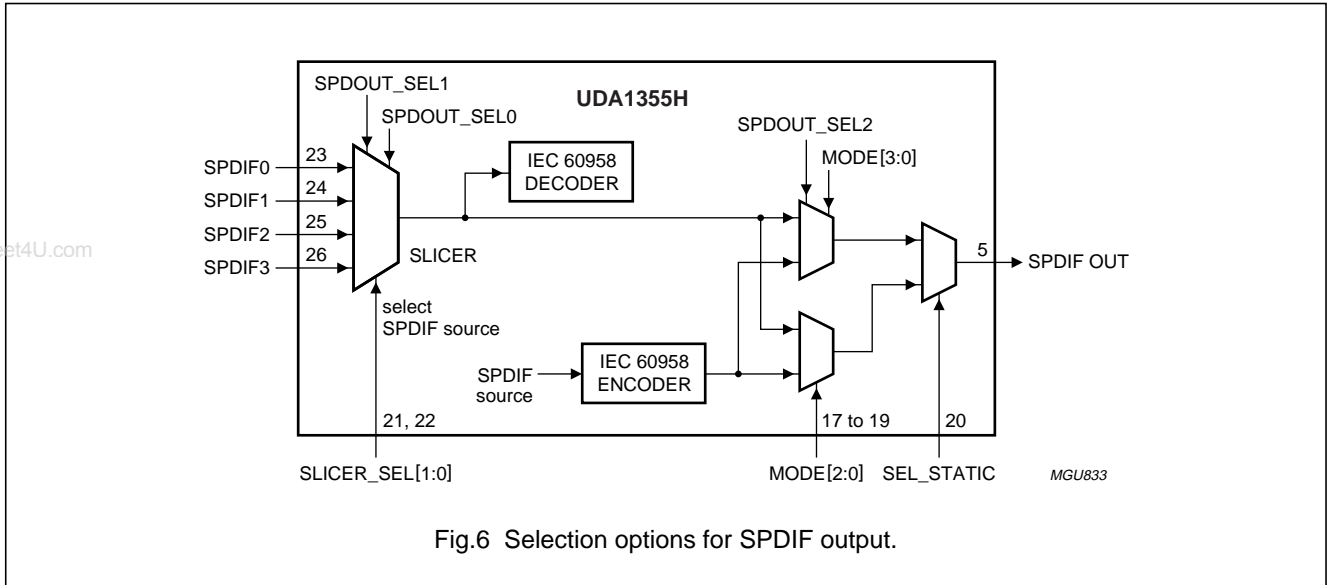 SPDOUT_SEL1
UDA1355H
SPDOUT_SEL0
SPDOUT_SEL2
MODE[3:0]
SPDIF0
23
IEC 60958
DECODER
SPDIF1
24
SPDIF2
25
SPDIF3
26
SLICER
5
SPDIF OUT
et4U.com
select
SPDIF source
SPDIF
source
IEC 60958
ENCODER
21, 22
17 to 19
20
SLICER_SEL[1:0]
MODE[2:0]
SEL_STATIC
MGU833
Fig.6 Selection options for SPDIF output.